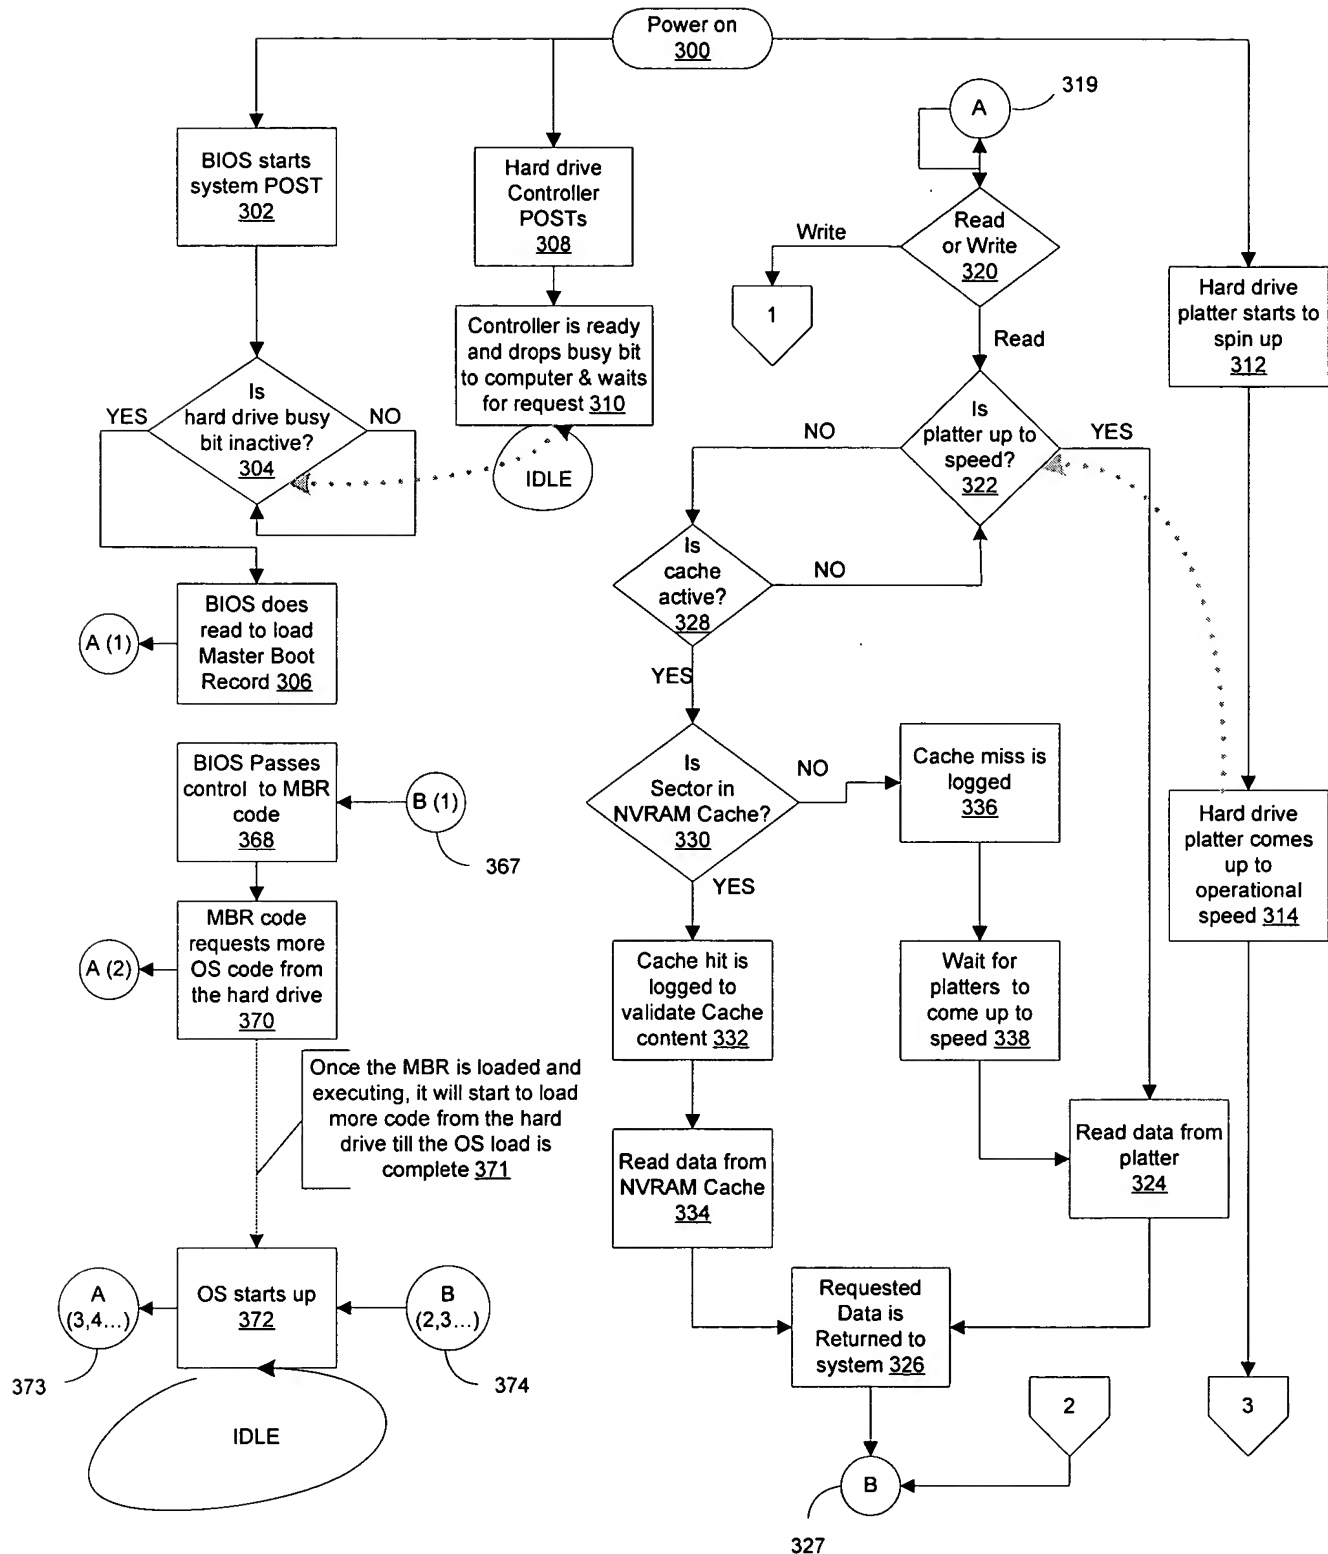 Power on
300
A
319
BIOS starts
system POST
302
Hard drive
Controller
POSTs
308
Write
Read
or Write
320
1
Read
Hard drive
platter starts to
spin up
312
Controller is ready
and drops busy bit
to computer & waits
for request 310
IDLE
YES
Is
hard drive busy
bit inactive?
304
NO
NO
Is
platter up to
speed?
322
YES
Is
cache
active?
328
NO
YES
BIOS does
read to load
Master Boot
Record 306
A (1)
BIOS Passes
control to MBR
code
368
B (1)
367
Is
Sector in
NVRAM Cache?
330
NO
YES
Cache miss is
logged
336
Hard drive
platter comes
up to
operational
speed 314
MBR code
requests more
OS code from
the hard drive
370
A (2)
Cache hit is
logged to
validate Cache
content 332
Wait for
platters to
come up to
speed 338
Once the MBR is loaded and
executing, it will start to load
more code from the hard
drive till the OS load is
complete 371
Read data from
NVRAM Cache
334
Read data from
platter
324
A
(3,4...)
373
OS starts up
372
B
(2,3...)
374
Requested
Data is
Returned to
system 326
2
3
IDLE
B
327